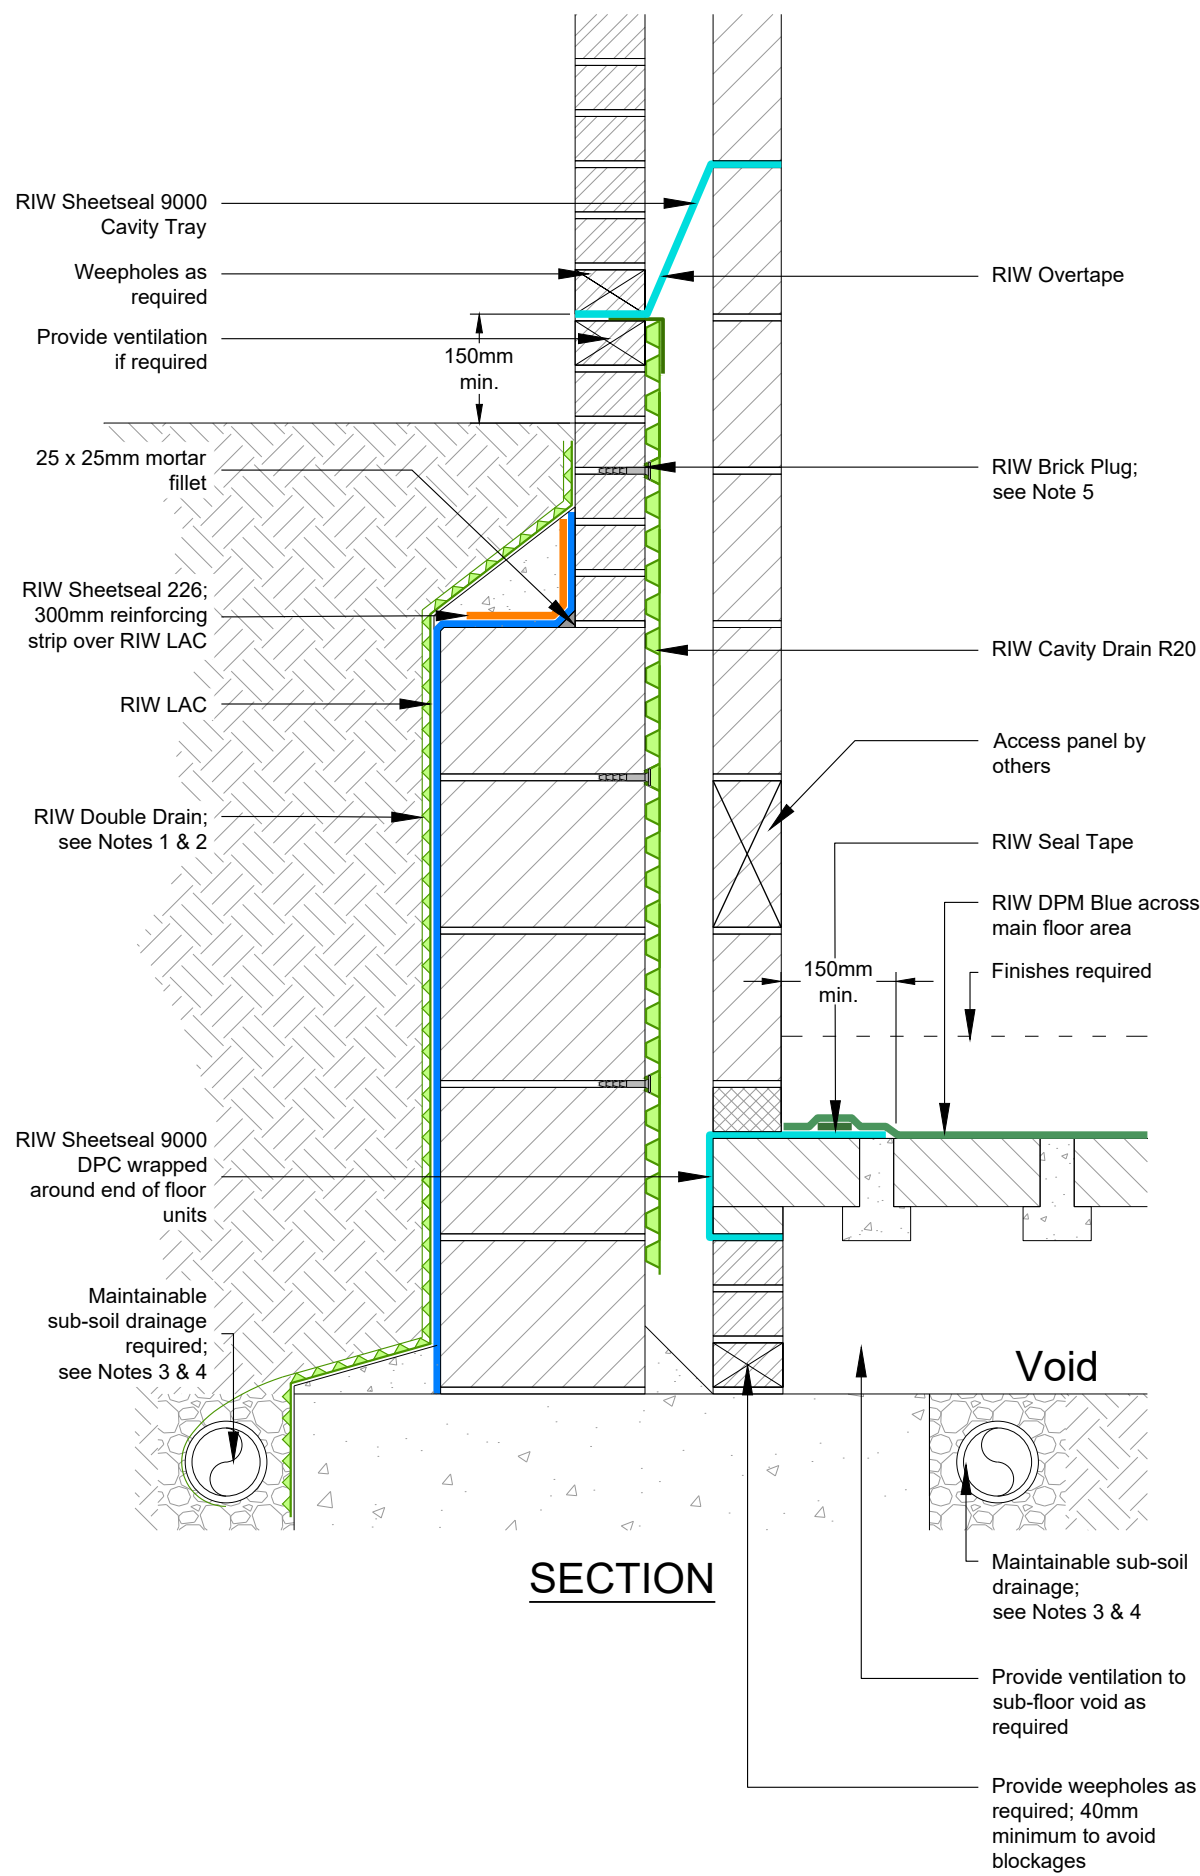 RIW Sheetseal 9000
Cavity Tray
Weepholes as
required
Provide ventilation
if required
150mm
min.
25 x 25mm mortar
fillet
RIW Sheetseal 226;
300mm reinforcing
strip over RIW LAC
RIW LAC
RIW Double Drain;
see Notes 1 & 2
RIW Sheetseal 9000
DPC wrapped
around end of floor
units
Maintainable
sub-soil drainage
required;
see Notes 3 & 4
RIW Overtape
RIW Brick Plug;
see Note 5
RIW Cavity Drain R20
Access panel by
others
RIW Seal Tape
RIW DPM Blue across
main floor area
Finishes required
150mm
min.
Void
Maintainable sub-soil
drainage;
see Notes 3 & 4
Provide ventilation to
sub-floor void as
required
Provide weepholes as
required; 40mm
minimum to avoid
blockages
SECTION